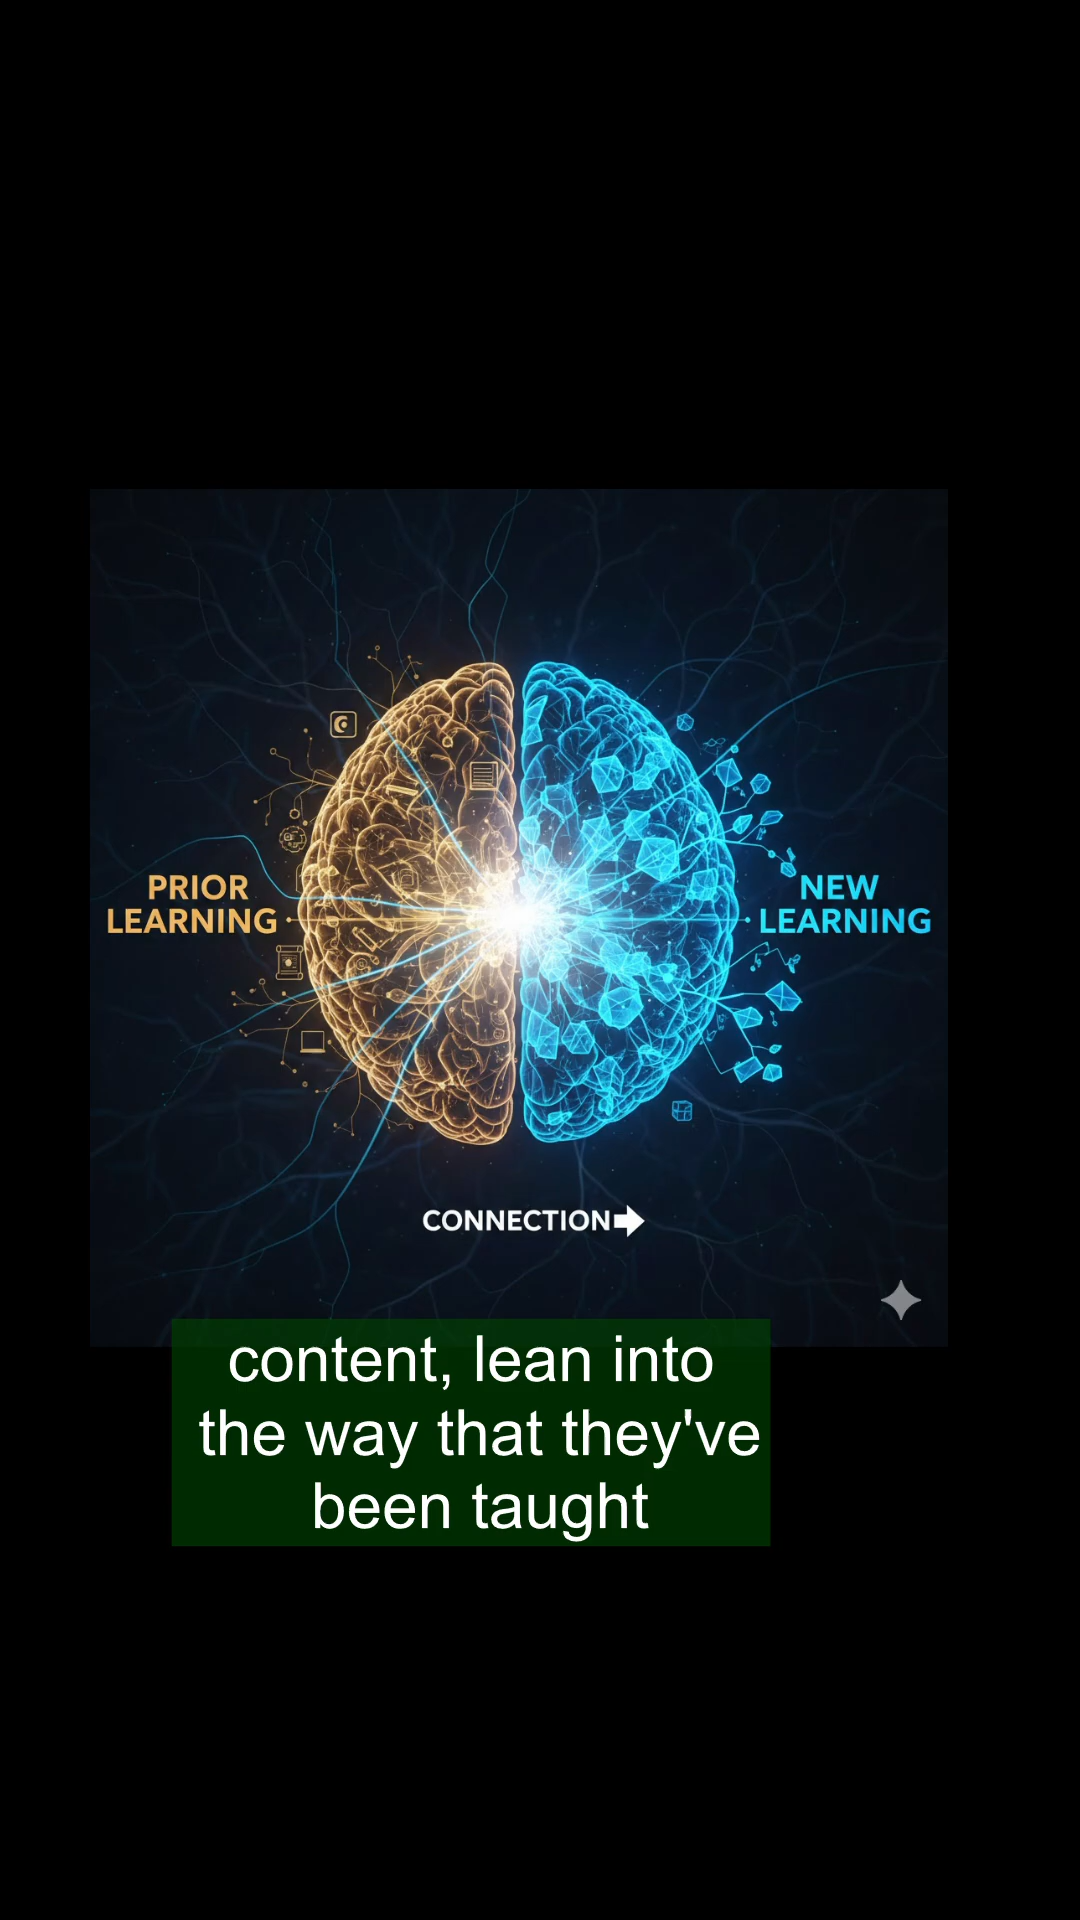 PRIOR
LEARNING
NEW
LEARNING
CONNECTION
content, lean into
the way that they've
been taught